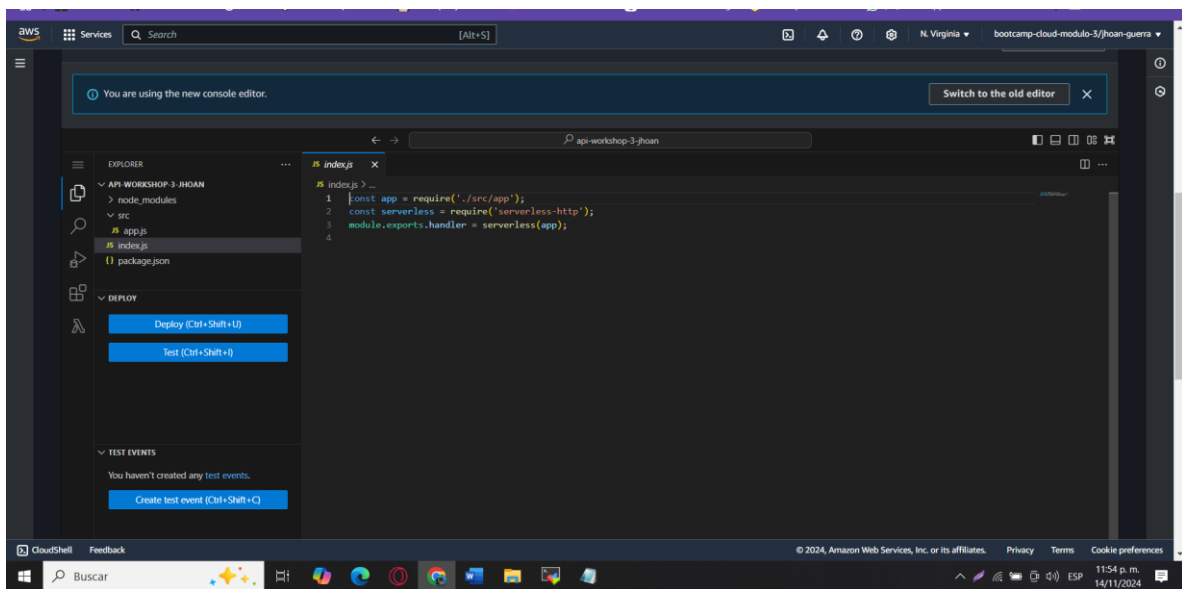 aws Services Search [Alt+S] N. Virginia bootcamp-cloud-modulo-3/jhoan-guerra
You are using the new console editor. Switch to the old editor
api-workshop-3-jhoan
EXPLORER
API-WORKSHOP-3-JHOAN
node_modules
src
JS app.js
JS index.js
{} package.json
DEPLOY
Deploy (Ctrl+Shift+U)
Test (Ctrl+Shift+I)
TEST EVENTS
You haven't created any test events.
Create test event (Ctrl+Shift+C)
JS index.js
JS index.js > ...
1 const app = require('./src/app');
2 const serverless = require('serverless-http');
3 module.exports.handler = serverless(app);
4
CloudShell Feedback © 2024, Amazon Web Services, Inc. or its affiliates. Privacy Terms Cookie preferences
Buscar ESP 11:54 p. m.
14/11/2024